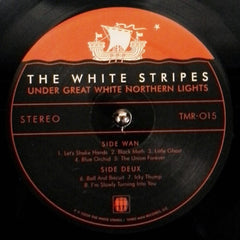 THE WHITE STRIPES
UNDER GREAT WHITE NORTHERN LIGHTS
STEREO TMR-015
SIDE WAN
1. Let's Shake Hands 2. Black Math 3. Little Ghost
4. Blue Orchid 5. The Union Forever
SIDE DEUX
6. Ball And Biscuit 7. Icky Thump
8. I'm Slowly Turning Into You